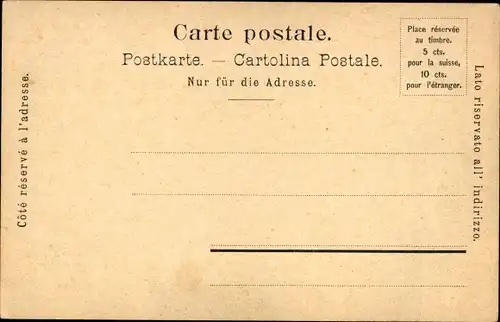 Carte postale.
Postkarte. — Cartolina Postale.
Nur für die Adresse.
Place réservée
au timbre.
5 cts.
pour la suisse,
10 cts.
pour l'étranger.
Côté réservé à l'adresse.
Lato riservato all' indirizzo.